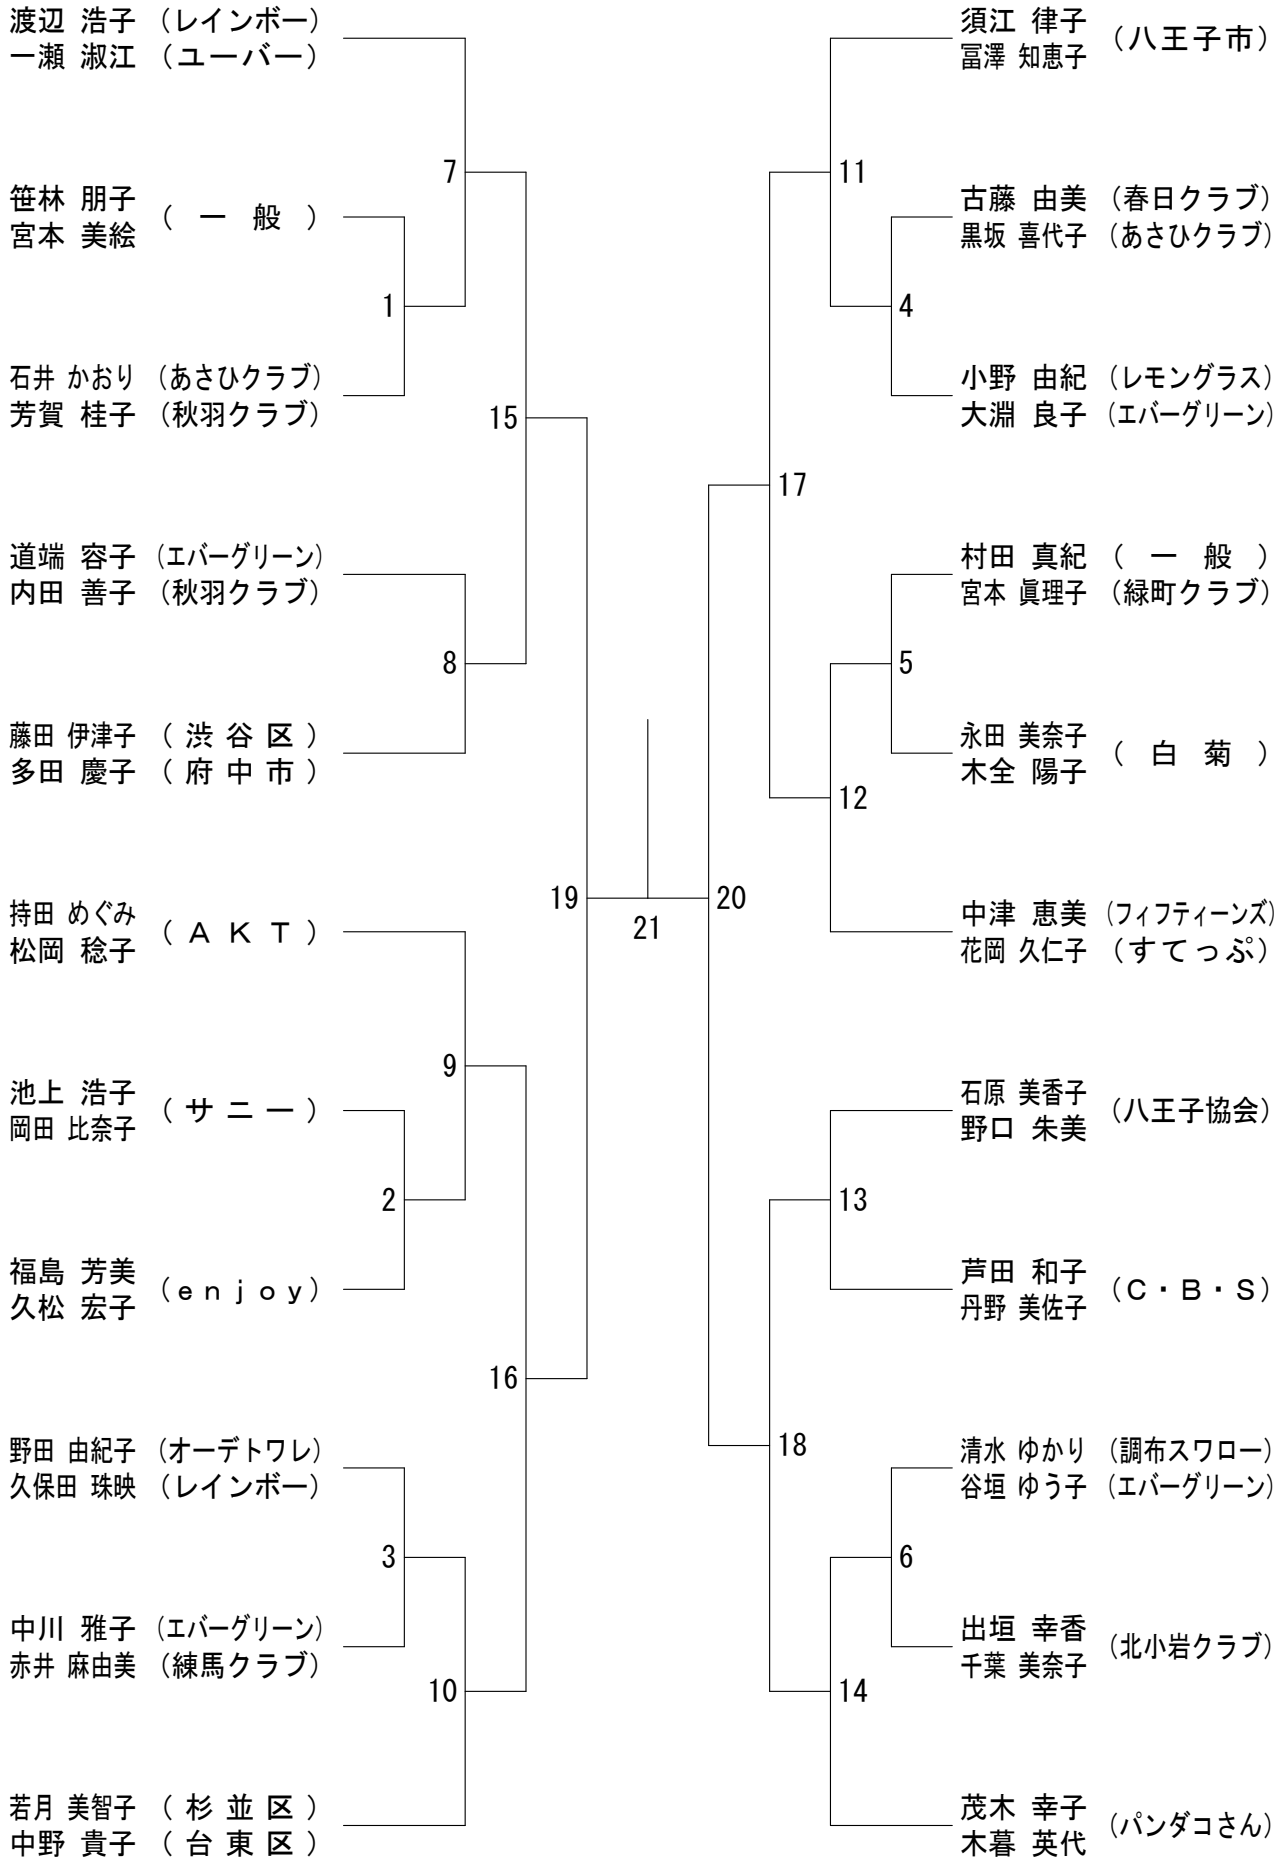 渡辺 浩子 (レインボー)
一瀬 淑江 (ユーバー)
7
笹林 朋子
宮本 美絵 ( 一 般 )
1
石井 かおり (あさひクラブ)
芳賀 桂子 (秋羽クラブ)
15
道端 容子 (エバーグリーン)
内田 善子 (秋羽クラブ)
8
藤田 伊津子 ( 渋 谷 区 )
多田 慶子 ( 府 中 市 )
19
持田 めぐみ
松岡 稔子 ( A K T )
9
池上 浩子
岡田 比奈子 ( サ ニ ー )
2
福島 芳美
久松 宏子 (e n j o y)
16
野田 由紀子 (オーデトワレ)
久保田 珠映 (レインボー)
3
中川 雅子 (エバーグリーン)
赤井 麻由美 (練馬クラブ)
10
若月 美智子 ( 杉 並 区 )
中野 貴子 ( 台 東 区 )
21
須江 律子
冨澤 知恵子 (八王子市)
11
古藤 由美 (春日クラブ)
黒坂 喜代子 (あさひクラブ)
4
小野 由紀 (レモングラス)
大淵 良子 (エバーグリーン)
17
村田 真紀 ( 一 般 )
宮本 眞理子 (緑町クラブ)
5
永田 美奈子
木全 陽子 ( 白 菊 )
12
中津 恵美 (フィフティーンズ)
花岡 久仁子 (すてっぷ)
20
石原 美香子
野口 朱美 (八王子協会)
13
芦田 和子
丹野 美佐子 (C・B・S)
18
清水 ゆかり (調布スワロー)
谷垣 ゆう子 (エバーグリーン)
6
出垣 幸香
千葉 美奈子 (北小岩クラブ)
14
茂木 幸子
木暮 英代 (パンダコさん)